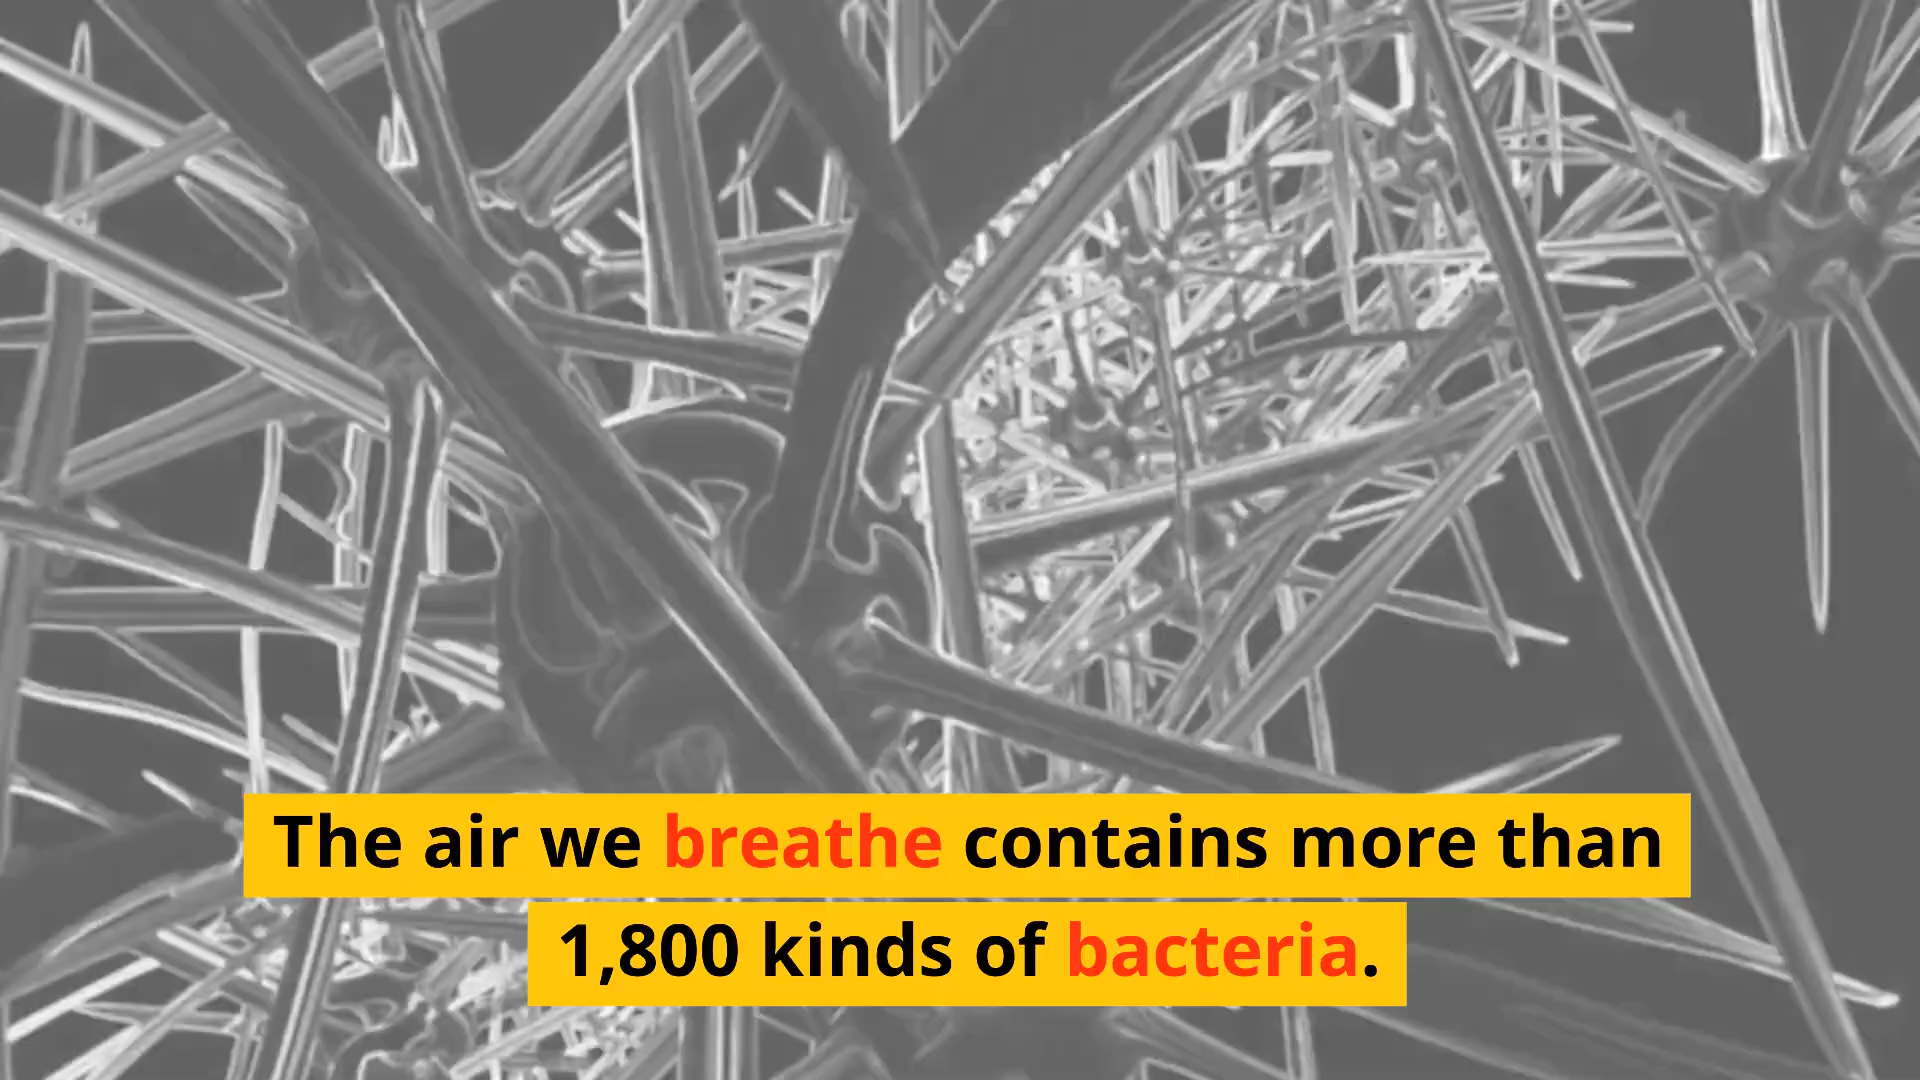 The air we breathe contains more than
1,800 kinds of bacteria.